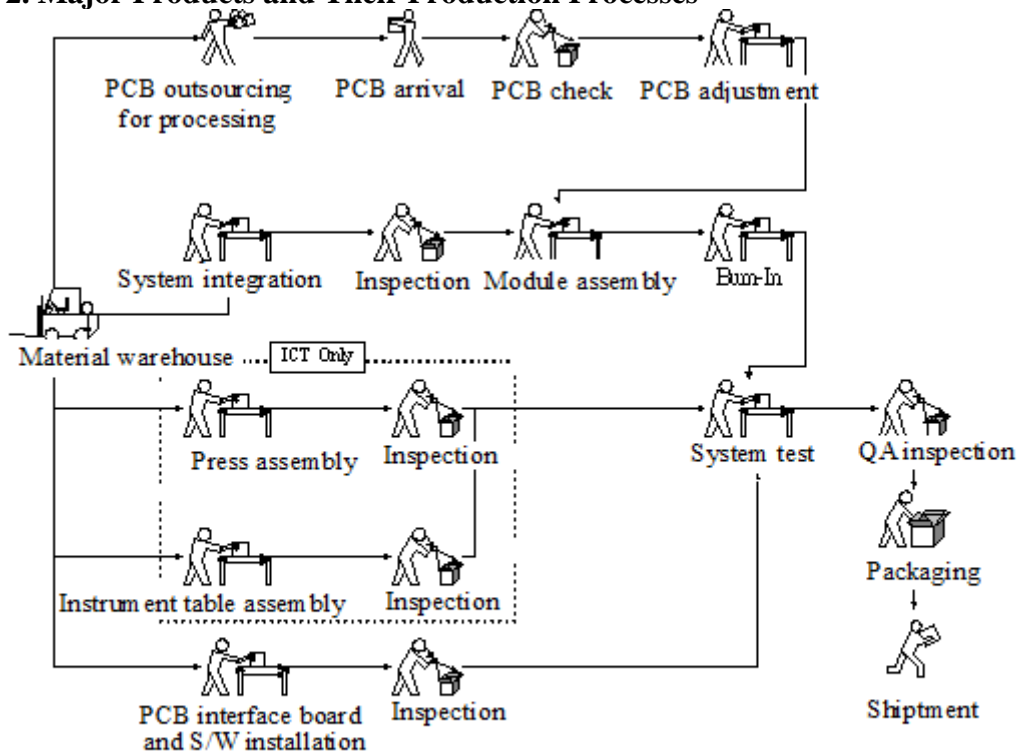 2. Major Products and Their Production Processes
PCB outsourcing
for processing
PCB arrival
PCB check
PCB adjustment
System integration
Inspection
Module assembly
Bum-In
Material warehouse
ICT Only
Press assembly
Inspection
System test
QA inspection
Instrument table assembly
Inspection
Packaging
PCB interface board
and S/W installation
Inspection
Shiptment